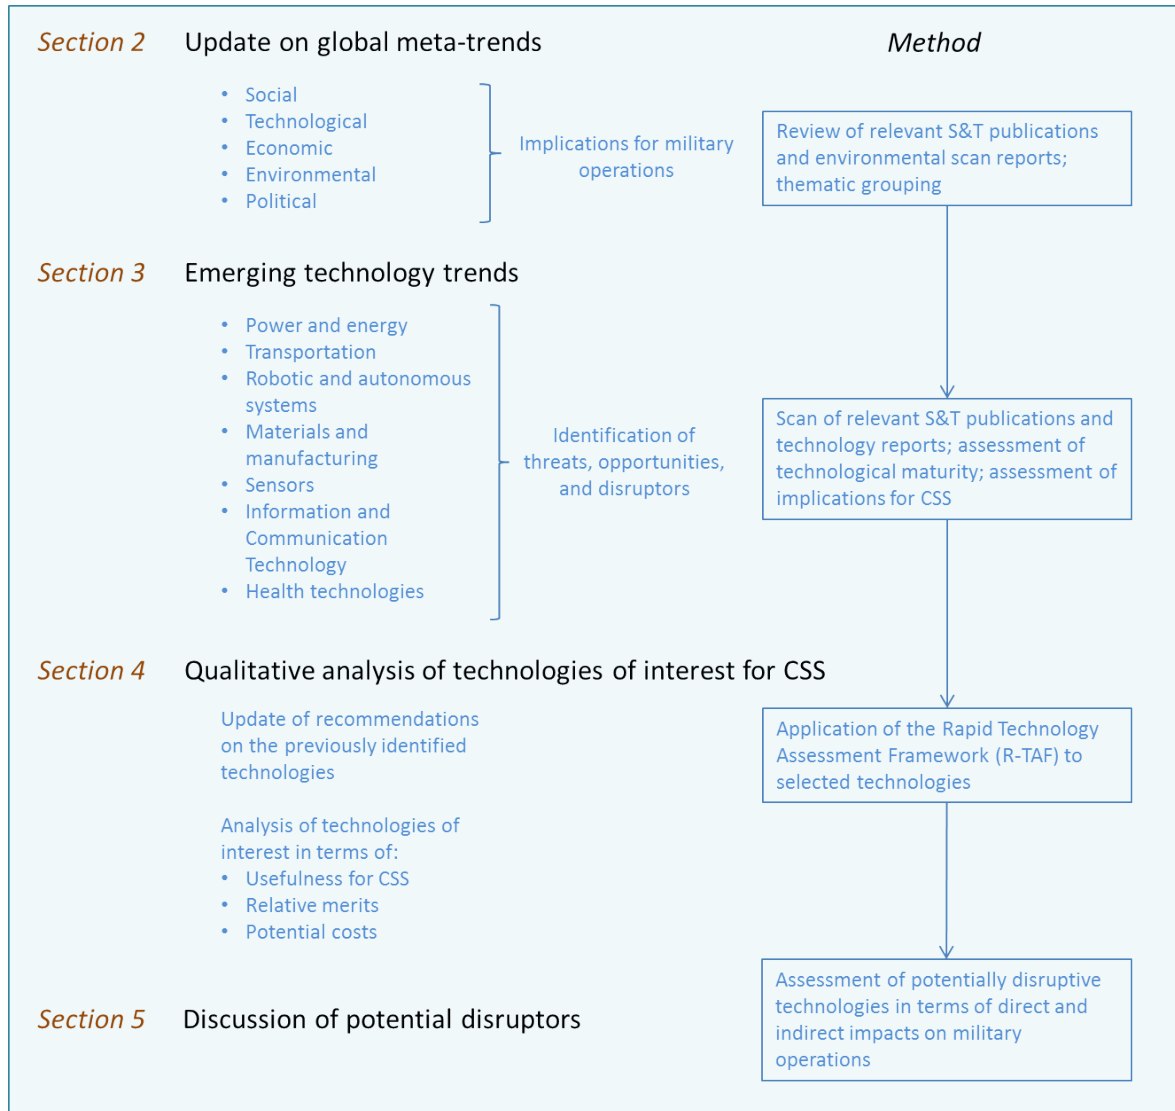 Section 2 Update on global meta-trends
Method
• Social
• Technological
• Economic
• Environmental
• Political
Implications for military
operations
Review of relevant S&T publications
and environmental scan reports;
thematic grouping
Section 3 Emerging technology trends
• Power and energy
• Transportation
• Robotic and autonomous
systems
• Materials and
manufacturing
• Sensors
• Information and
Communication
Technology
• Health technologies
Identification of
threats, opportunities,
and disruptors
Scan of relevant S&T publications and
technology reports; assessment of
technological maturity; assessment of
implications for CSS
Section 4 Qualitative analysis of technologies of interest for CSS
Update of recommendations
on the previously identified
technologies
Analysis of technologies of
interest in terms of:
• Usefulness for CSS
• Relative merits
• Potential costs
Application of the Rapid Technology
Assessment Framework (R-TAF) to
selected technologies
Section 5 Discussion of potential disruptors
Assessment of potentially disruptive
technologies in terms of direct and
indirect impacts on military
operations